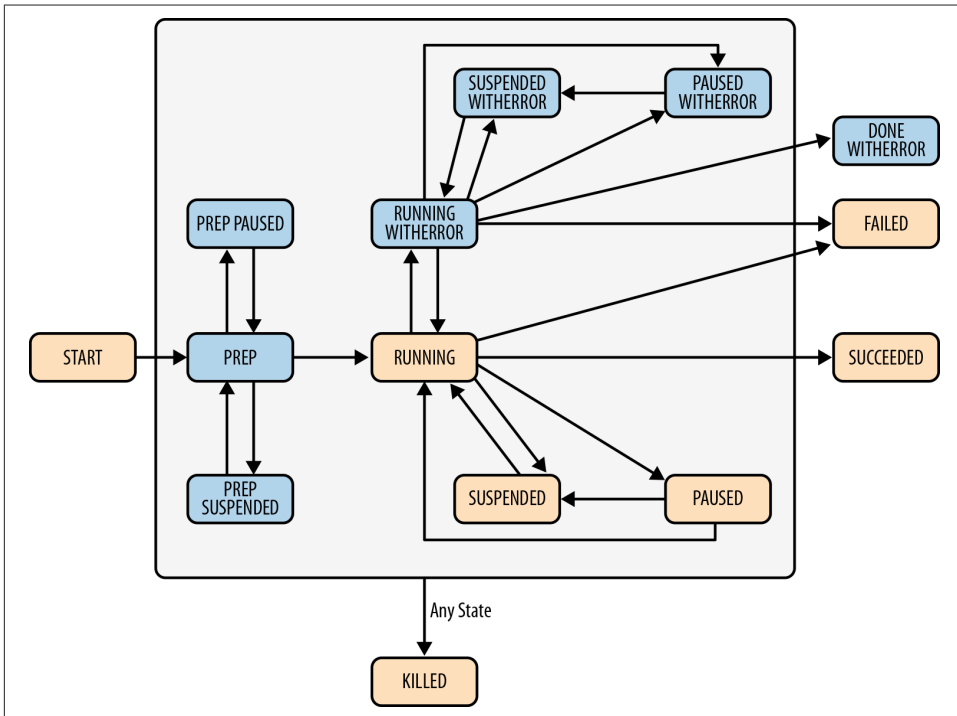 SUSPENDED
WITHERROR
PAUSED
WITHERROR
DONE
WITHERROR
PREP PAUSED
RUNNING
WITHERROR
FAILED
START
PREP
RUNNING
SUCCEEDED
PREP
SUSPENDED
SUSPENDED
PAUSED
Any State
KILLED